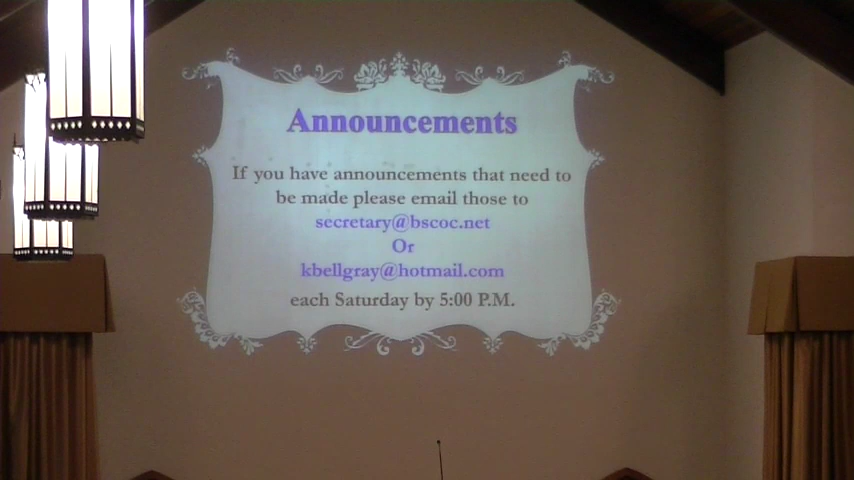 Announcements
If you have announcements that need to
be made please email those to
secretary@bscoc.net
Or
kbellgray@hotmail.com
each Saturday by 5:00 P.M.